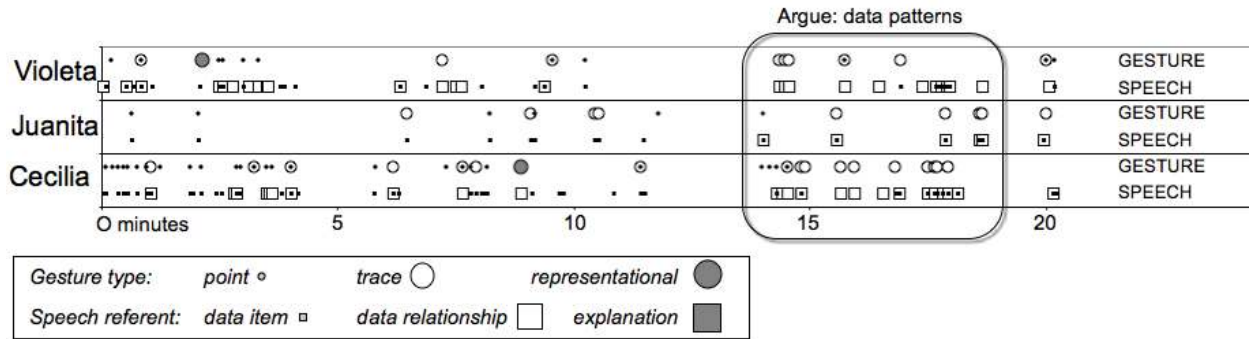 Argue: data patterns
Violeta GESTURE
SPEECH
Juanita GESTURE
SPEECH
Cecilia GESTURE
SPEECH
O minutes 5 10 15 20
Gesture type: point trace representational
Speech referent: data item data relationship explanation